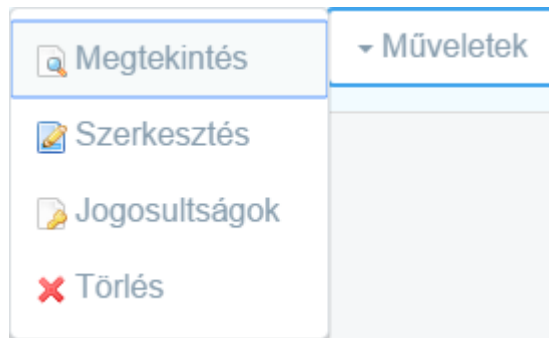 Megtekintés
Műveletek
Szerkesztés
Jogosultságok
Törlés